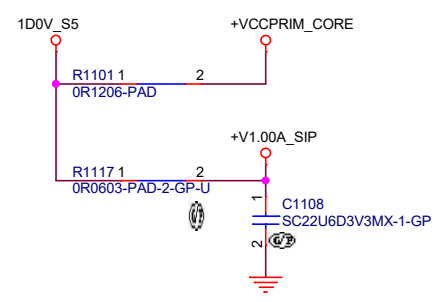 1D0V_S5
+VCCPRIM_CORE
R1101 1 2
0R1206-PAD
+V1.00A_SIP
R1117 1 2
0R0603-PAD-2-GP-U
G/P
1
C1108
SC22U6D3V3MX-1-GP
2
G/P